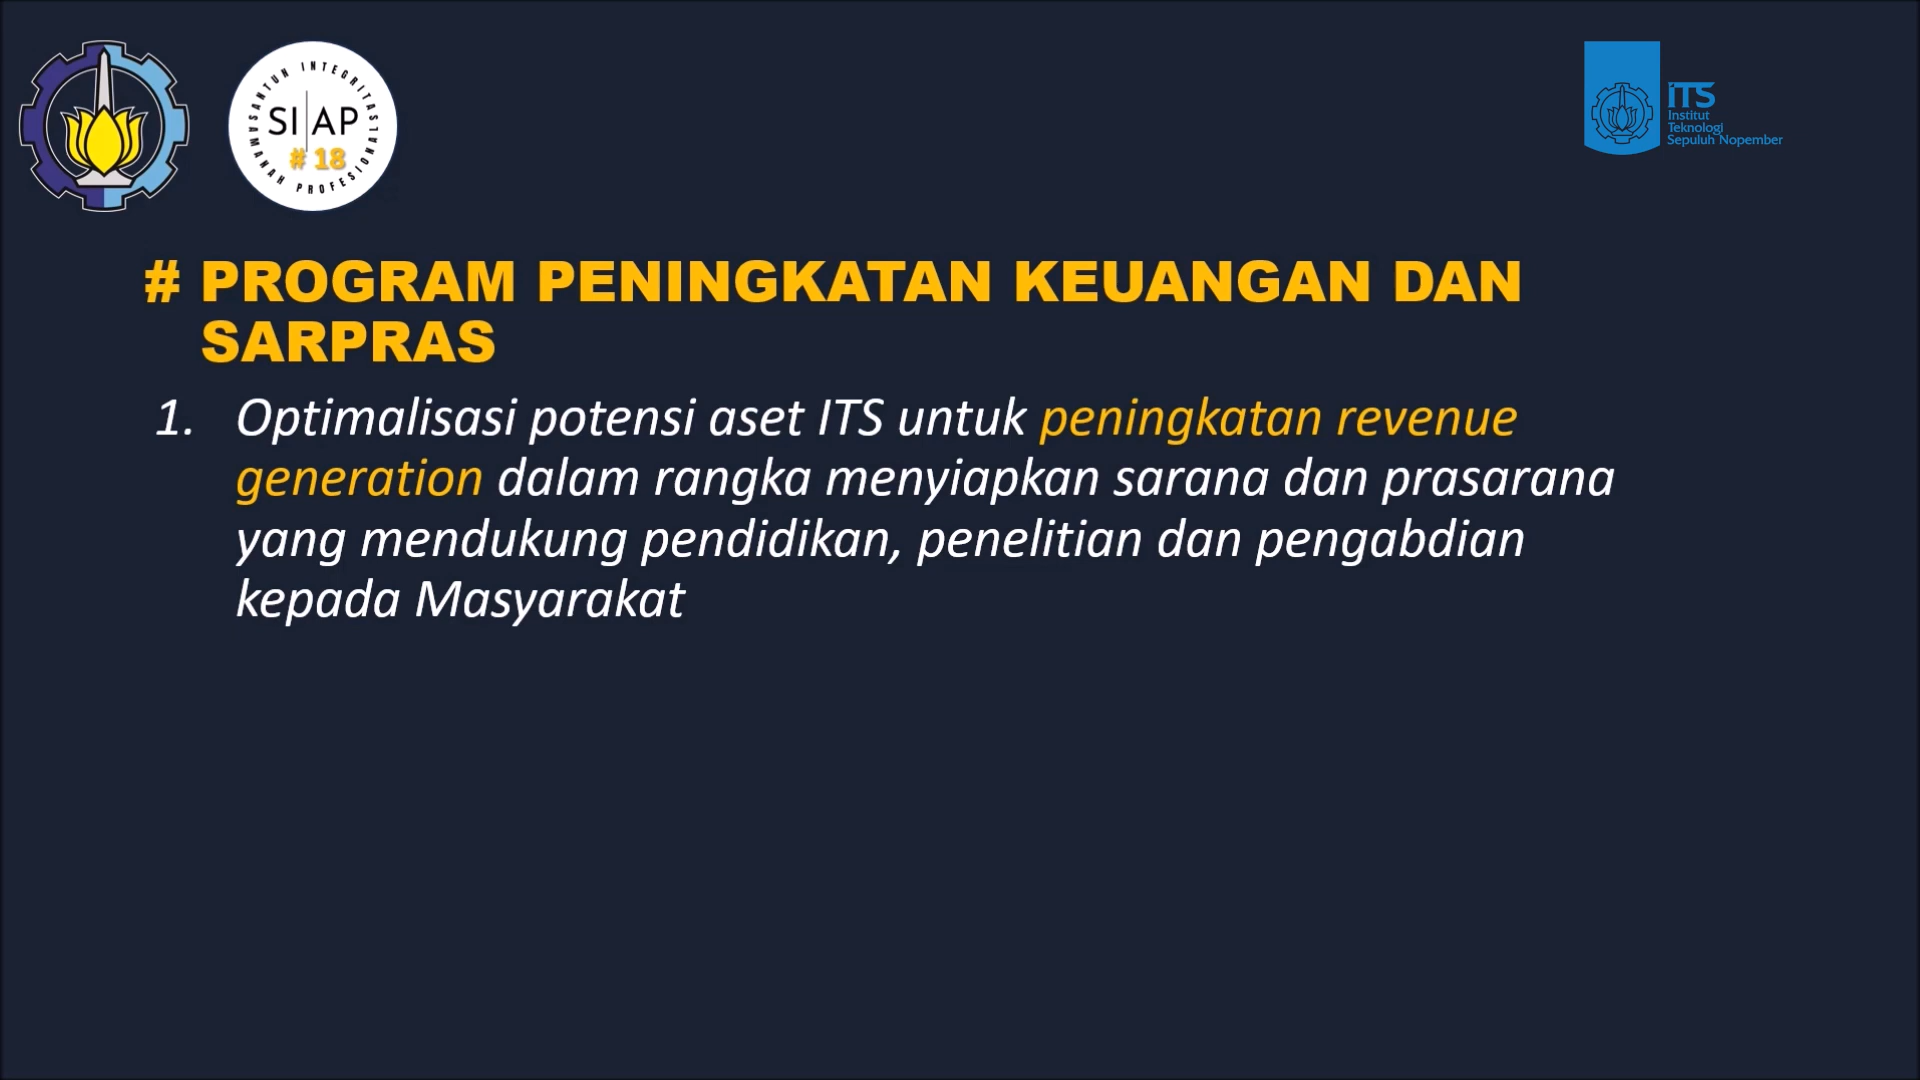 SANTUN INTEGRITAS
SI|AP
# 18
AMANAH PROFESIONAL
ITS
Institut
Teknologi
Sepuluh Nopember
# PROGRAM PENINGKATAN KEUANGAN DAN
SARPRAS
1. Optimalisasi potensi aset ITS untuk peningkatan revenue
generation dalam rangka menyiapkan sarana dan prasarana
yang mendukung pendidikan, penelitian dan pengabdian
kepada Masyarakat